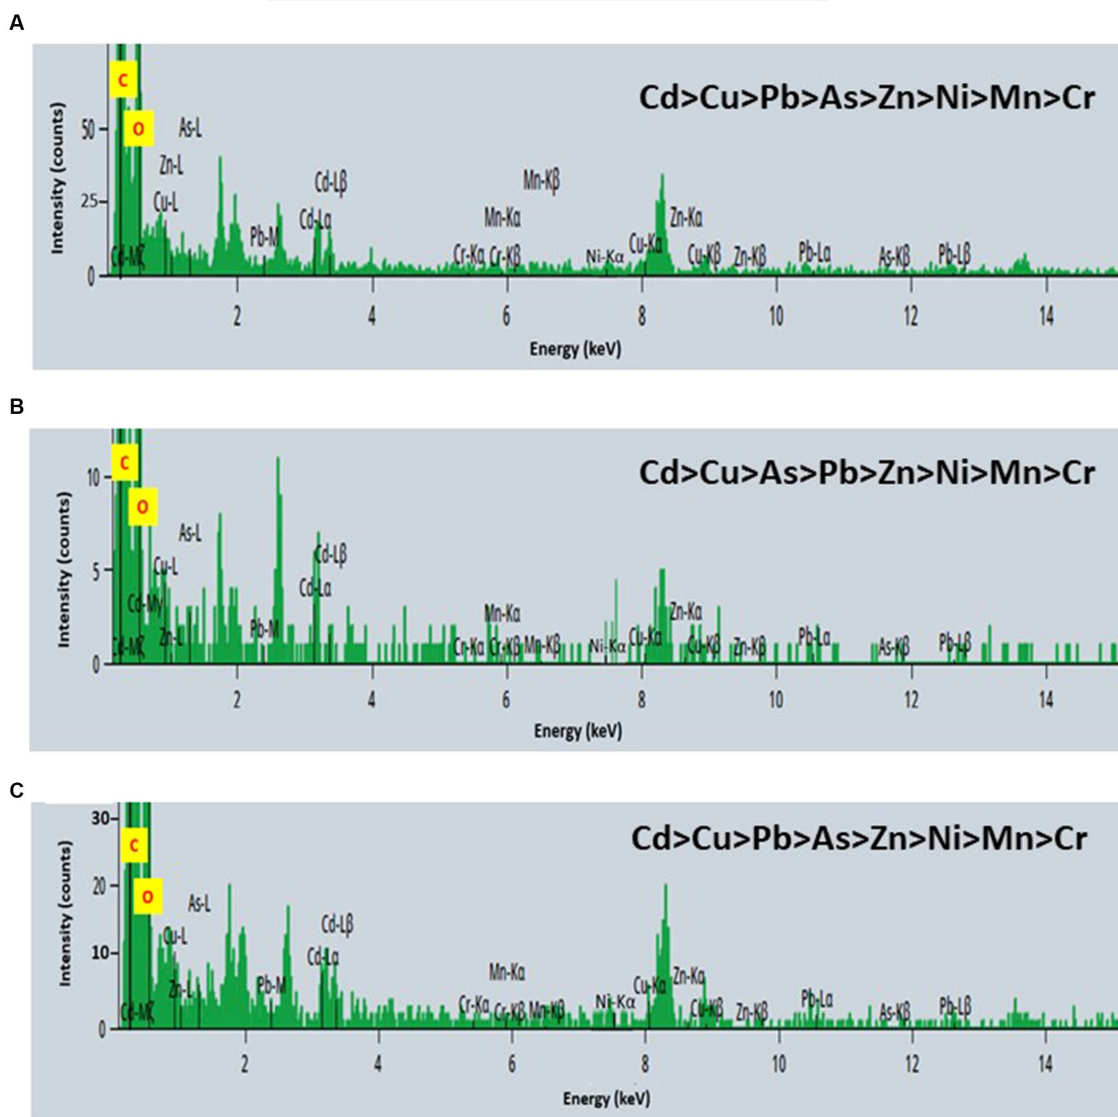 A
C
Cd>Cu>Pb>As>Zn>Ni>Mn>Cr
O
As-L
50
Zn-L
Cd-Lβ
Mn-Kβ
Cu-L
25
Cd-Lα
Mn-Kα
Zn-Kα
Pb-M
Cu-Kα
Cd-Mζ
Cr-Kα
Cr-Kβ
Ni-Kα
Cu-Kβ
Zn-Kβ
Pb-Lα
As-Kβ
Pb-Lβ
0
2 4 6 8 10 12 14
Intensity (counts)
Energy (keV)
B
C
Cd>Cu>As>Pb>Zn>Ni>Mn>Cr
10
O
As-L
Cd-Lβ
Cu-L
5
Cd-Lα
Cd-My
Mn-Kα
Zn-Kα
Pb-M
Zn-L
Cu-Kα
Pb-Lα
Cd-Mζ
Cr-Kα
Cr-Kβ
Mn-Kβ
Ni-Kα
Cu-Kβ
Zn-Kβ
As-Kβ
Pb-Lβ
0
2 4 6 8 10 12 14
Intensity (counts)
Energy (keV)
C
30
Cd>Cu>Pb>As>Zn>Ni>Mn>Cr
C
20
O
As-L
Cd-Lβ
Cu-L
10
Cd-Lα
Mn-Kα
Zn-Kα
Zn-L
Pb-M
Cu-Kα
Cd-Mζ
Cr-Kα
Cr-Kβ
Mn-Kβ
Ni-Kα
Cu-Kβ
Zn-Kβ
Pb-Lα
As-Kβ
Pb-Lβ
0
2 4 6 8 10 12 14
Intensity (counts)
Energy (keV)